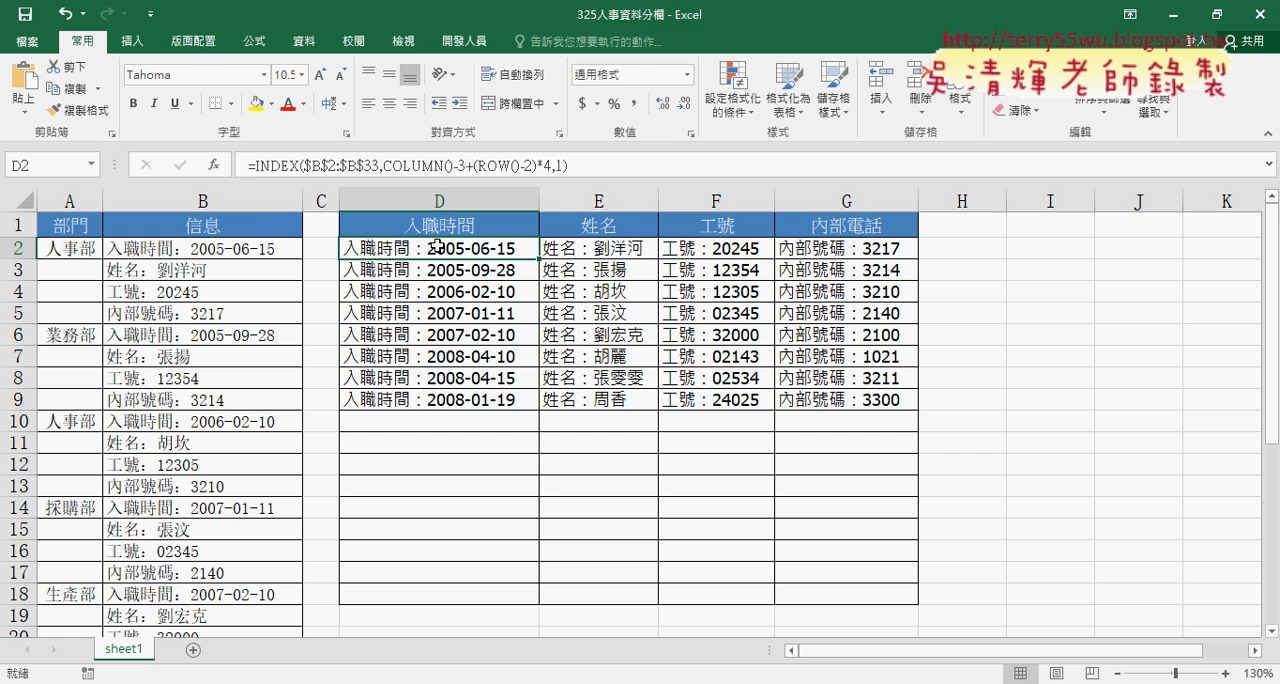 325人事資料分欄 - Excel
檔案 常用 插入 版面配置 公式 資料 校閱 檢視 開發人員 告訴我您想要執行的動作... 登入 共用
http://terry55wu.blogspot.tw
吳清輝老師錄製
貼上 剪下 複製 複製格式 剪貼簿
Tahoma 10.5 B I U A 中 字型
自動換列 跨欄置中 對齊方式
通用格式 $ % , 數值
設定格式化的條件 格式化為表格 儲存格樣式 樣式
插入 刪除 格式 儲存格
清除 排序與篩選 尋找與選取 編輯
D2 fx =INDEX($B$2:$B$33,COLUMN()-3+(ROW()-2)*4,1)
A B C D E F G H I J K
1 部門 信息 入職時間 姓名 工號 內部電話
2 人事部 入職時間：2005-06-15 入職時間：2005-06-15 姓名：劉洋河 工號：20245 內部號碼：3217
3 姓名：劉洋河 入職時間：2005-09-28 姓名：張揚 工號：12354 內部號碼：3214
4 工號：20245 入職時間：2006-02-10 姓名：胡坎 工號：12305 內部號碼：3210
5 內部號碼：3217 入職時間：2007-01-11 姓名：張汶 工號：02345 內部號碼：2140
6 業務部 入職時間：2005-09-28 入職時間：2007-02-10 姓名：劉宏克 工號：32000 內部號碼：2100
7 姓名：張揚 入職時間：2008-04-10 姓名：胡麗 工號：02143 內部號碼：1021
8 工號：12354 入職時間：2008-04-15 姓名：張雯雯 工號：02534 內部號碼：3211
9 內部號碼：3214 入職時間：2008-01-19 姓名：周香 工號：24025 內部號碼：3300
10 人事部 入職時間：2006-02-10
11 姓名：胡坎
12 工號：12305
13 內部號碼：3210
14 採購部 入職時間：2007-01-11
15 姓名：張汶
16 工號：02345
17 內部號碼：2140
18 生產部 入職時間：2007-02-10
19 姓名：劉宏克
20 工號：32000
sheet1
就緒 130%